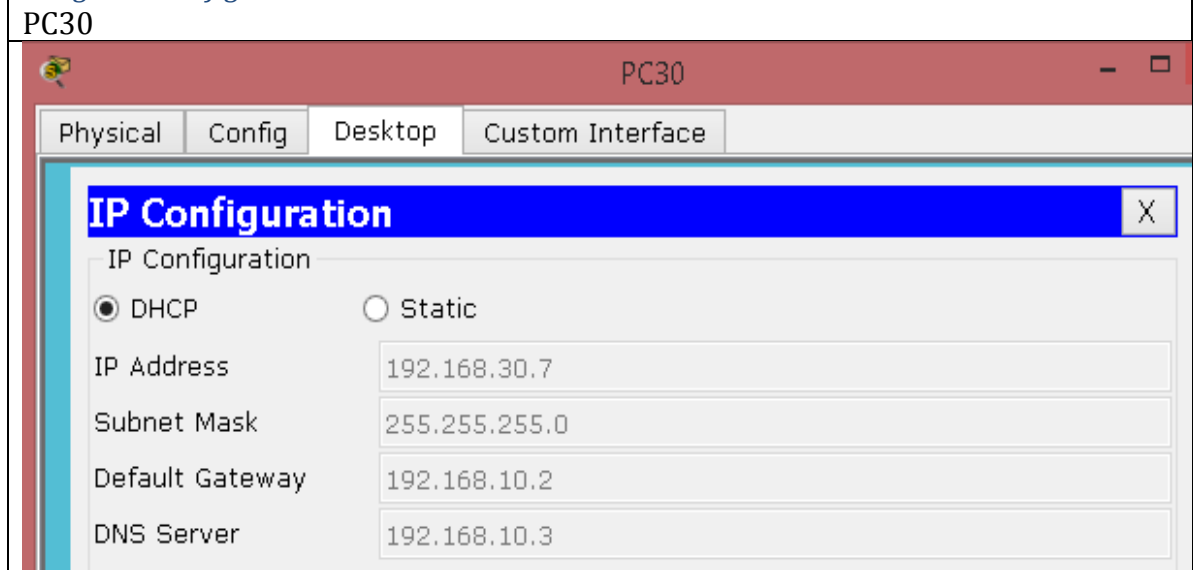 PC30
PC30
Physical Config Desktop Custom Interface
IP Configuration X
IP Configuration
DHCP Static
IP Address 192.168.30.7
Subnet Mask 255.255.255.0
Default Gateway 192.168.10.2
DNS Server 192.168.10.3